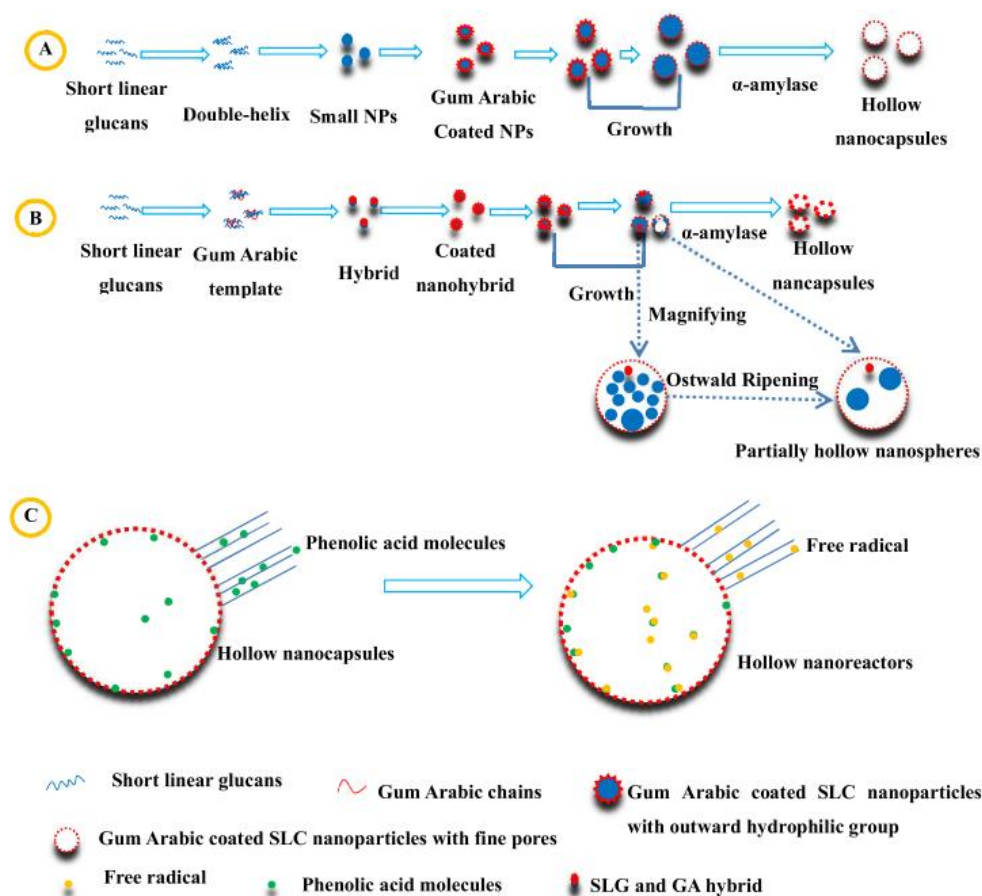 A
Short linear
glucans
Double-helix
Small NPs
Gum Arabic
Coated NPs
Growth
α-amylase
Hollow
nanocapsules
B
Short linear
glucans
Gum Arabic
template
Hybrid
Coated
nanohybrid
Growth
α-amylase
Hollow
nancapsules
Magnifying
Ostwald Ripening
Partially hollow nanospheres
C
Phenolic acid molecules
Hollow nanocapsules
Free radical
Hollow nanoreactors
Short linear glucans
Gum Arabic chains
Gum Arabic coated SLC nanoparticles
with outward hydrophilic group
Gum Arabic coated SLC nanoparticles with fine pores
Free radical
Phenolic acid molecules
SLG and GA hybrid